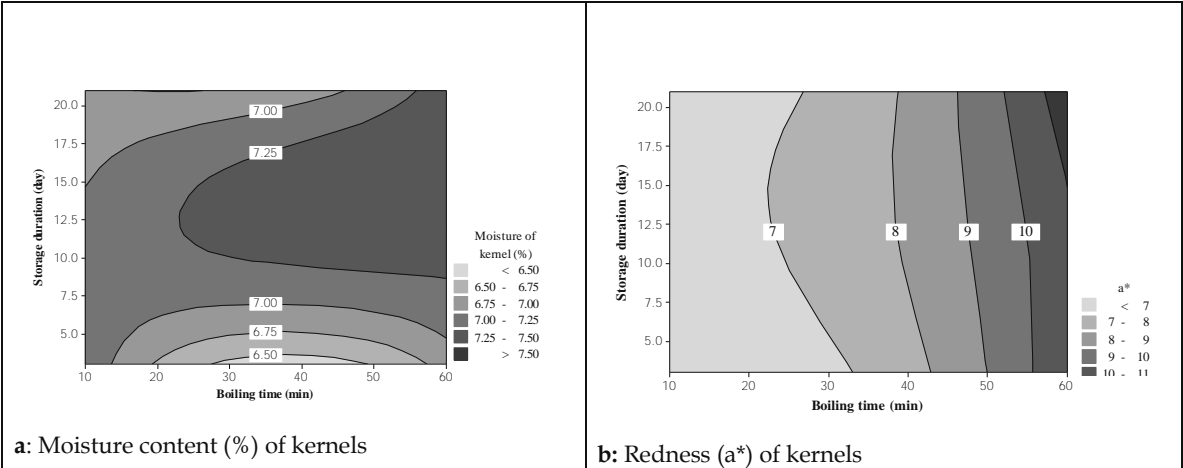 20.0
17.5
15.0
12.5
10.0
7.5
5.0
Storage duration (day)
7.00
7.25
7.00
6.75
6.50
10 20 30 40 50 60
Boiling time (min)
Moisture of
kernel (%)
< 6.50
6.50 - 6.75
6.75 - 7.00
7.00 - 7.25
7.25 - 7.50
> 7.50
a: Moisture content (%) of kernels
20.0
17.5
15.0
12.5
10.0
7.5
5.0
Storage duration (day)
7 8 9 10
10 20 30 40 50 60
Boiling time (min)
a*
< 7
7 - 8
8 - 9
9 - 10
10 - 11
b: Redness (a*) of kernels